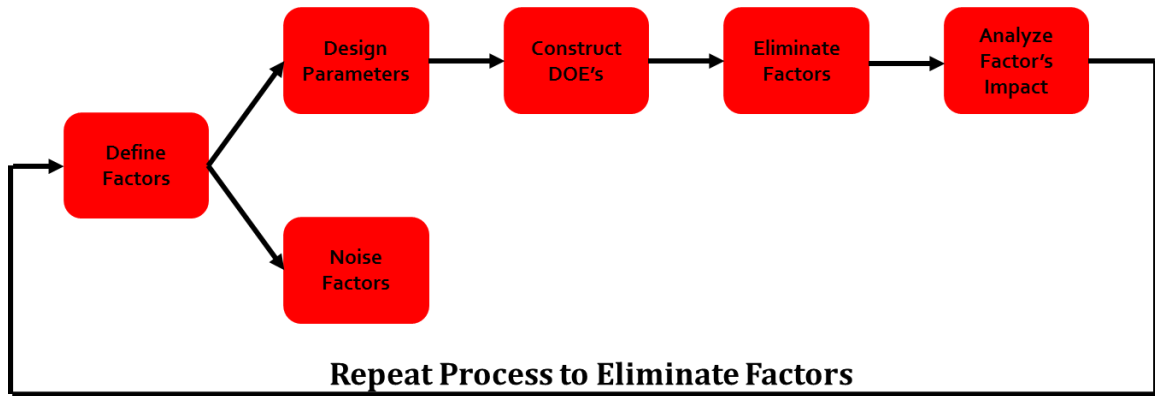 Design
Parameters
Construct
DOE's
Eliminate
Factors
Analyze
Factor's
Impact
Define
Factors
Noise
Factors
Repeat Process to Eliminate Factors